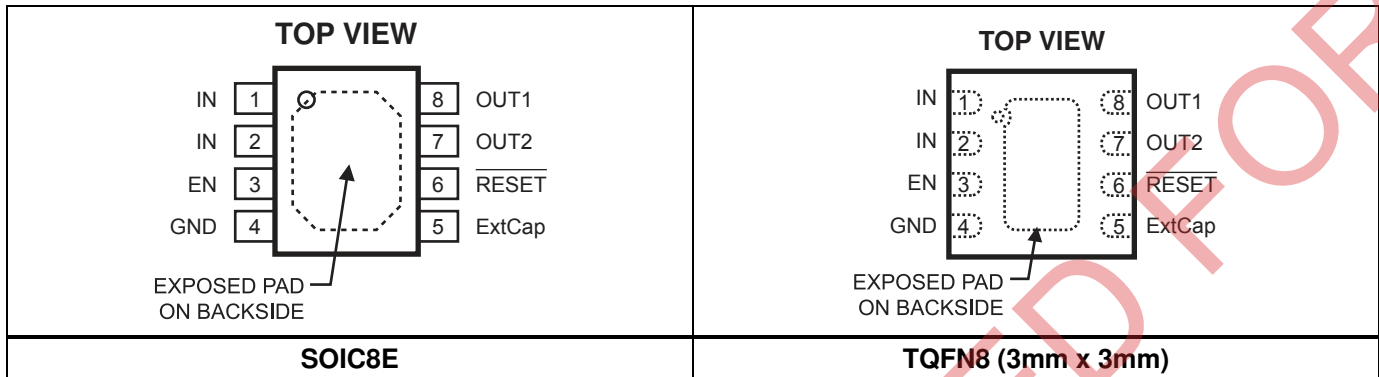 TOP VIEW
IN 1 8 OUT1
IN 2 7 OUT2
EN 3 6 RESET
GND 4 5 ExtCap
EXPOSED PAD
ON BACKSIDE
SOIC8E
TOP VIEW
IN 1 8 OUT1
IN 2 7 OUT2
EN 3 6 RESET
GND 4 5 ExtCap
EXPOSED PAD
ON BACKSIDE
TQFN8 (3mm x 3mm)
ED FOR